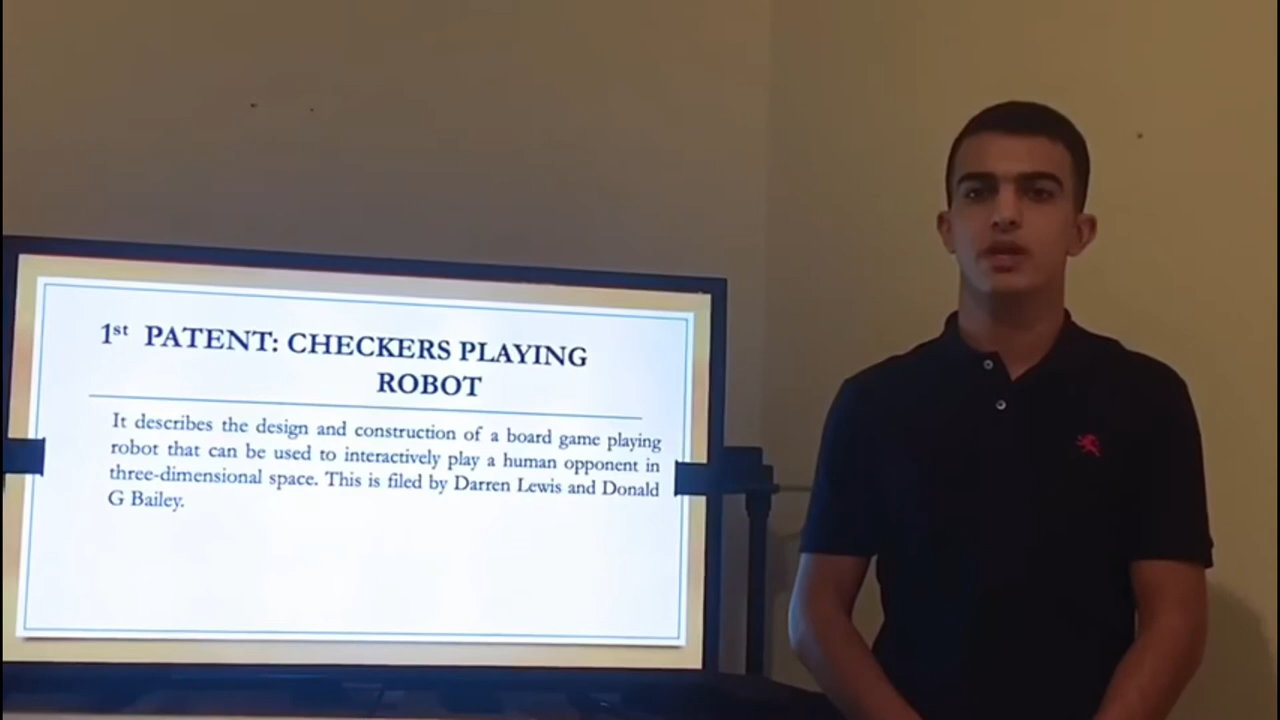 1st PATENT: CHECKERS PLAYING
ROBOT
It describes the design and construction of a board game playing
robot that can be used to interactively play a human opponent in
three-dimensional space. This is filed by Darren Lewis and Donald
G Bailey.